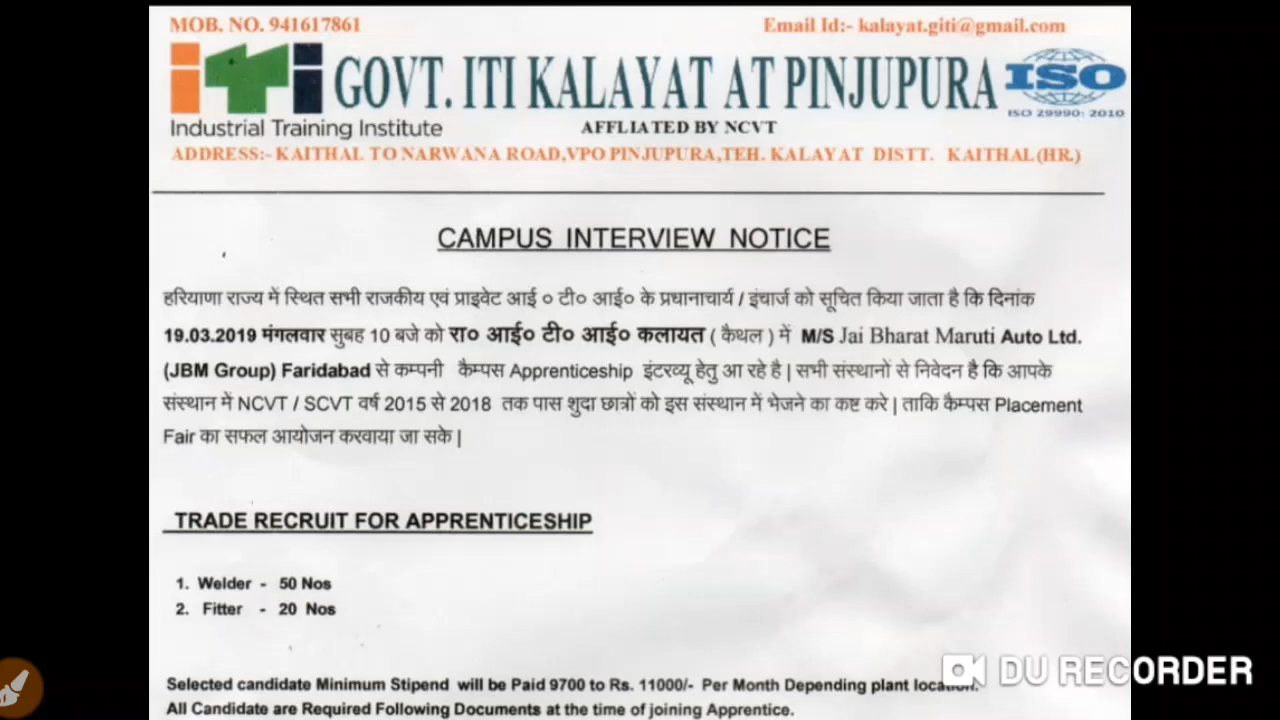 MOB. NO. 941617861 Email Id:- kalayat.giti@gmail.com
iTi GOVT. ITI KALAYAT AT PINJUPURA ISO
ISO 29990: 2010
Industrial Training Institute AFFLIATED BY NCVT
ADDRESS:- KAITHAL TO NARWANA ROAD,VPO PINJUPURA,TEH. KALAYAT DISTT. KAITHAL(HR.)
CAMPUS INTERVIEW NOTICE
हरियाणा राज्य में स्थित सभी राजकीय एवं प्राइवेट आई ० टी० आई० के प्रधानाचार्य / इंचार्ज को सूचित किया जाता है कि दिनांक
19.03.2019 मंगलवार सुबह 10 बजे को रा० आई० टी० आई० कलायत ( कैथल ) में M/S Jai Bharat Maruti Auto Ltd.
(JBM Group) Faridabad से कम्पनी कैम्पस Apprenticeship इंटरव्यू हेतु आ रहे है | सभी संस्थानों से निवेदन है कि आपके
संस्थान में NCVT / SCVT वर्ष 2015 से 2018 तक पास शुदा छात्रों को इस संस्थान में भेजने का कष्ट करे | ताकि कैम्पस Placement
Fair का सफल आयोजन करवाया जा सके |
TRADE RECRUIT FOR APPRENTICESHIP
1. Welder - 50 Nos
2. Fitter - 20 Nos
DU RECORDER
Selected candidate Minimum Stipend will be Paid 9700 to Rs. 11000/- Per Month Depending plant location.
All Candidate are Required Following Documents at the time of joining Apprentice.